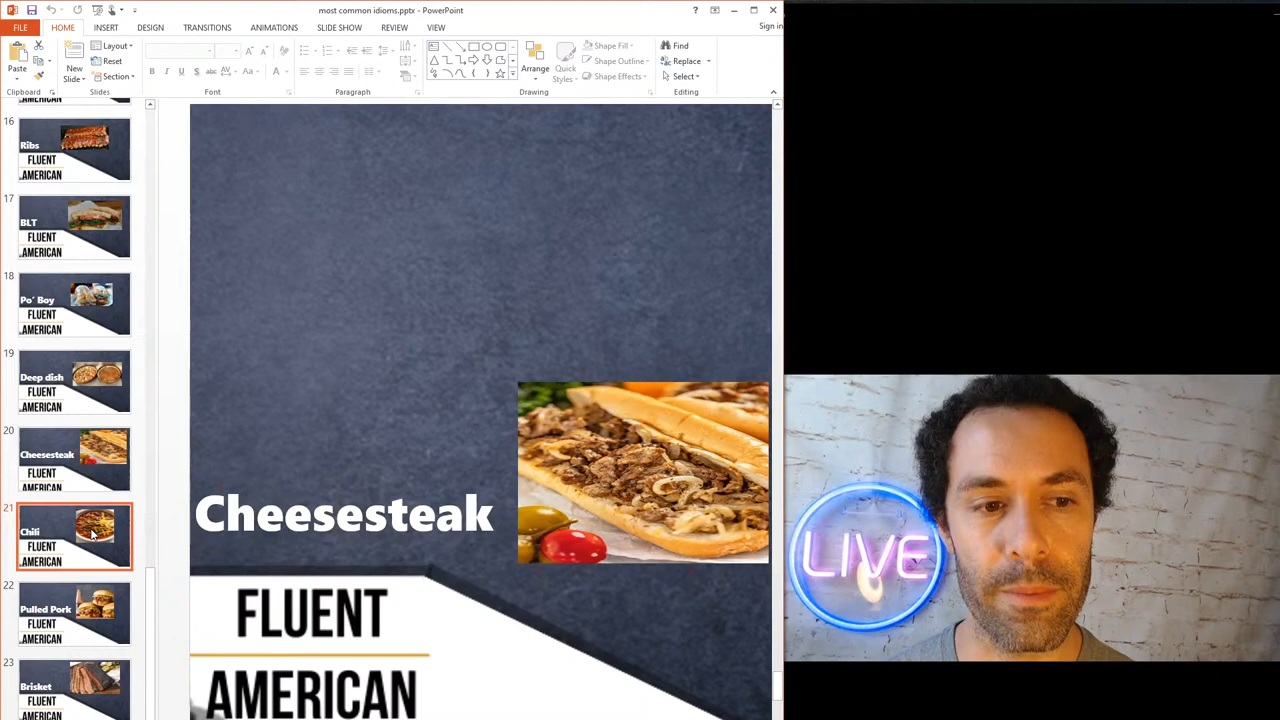 most common idioms.pptx - PowerPoint
?
FILE HOME INSERT DESIGN TRANSITIONS ANIMATIONS SLIDE SHOW REVIEW VIEW Sign in
Paste
New
Slide
Layout
Reset
Section
B I U S abc AV Aa A
Arrange
Quick
Styles
Shape Fill
Shape Outline
Shape Effects
Find
Replace
Select
Clipboard Slides Font Paragraph Drawing Editing
16
Ribs
FLUENT
AMERICAN
17
BLT
FLUENT
AMERICAN
18
Po' Boy
FLUENT
AMERICAN
19
Deep dish
FLUENT
AMERICAN
20
Cheesesteak
FLUENT
AMERICAN
21
Chili
FLUENT
AMERICAN
22
Pulled Pork
FLUENT
AMERICAN
23
Brisket
FLUENT
AMERICAN
Cheesesteak
FLUENT
AMERICAN
LIVE